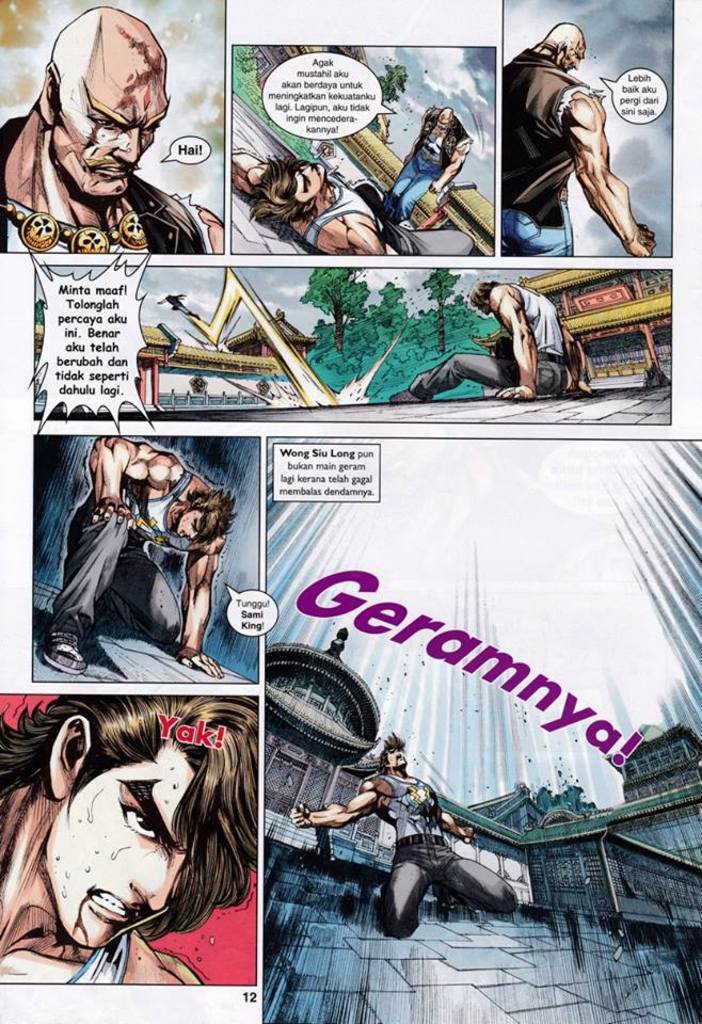 Hai!
Agak
mustahil aku
akan berdaya untuk
meningkatkan kekuatanku
lagi. Lagipun, aku tidak
ingin mencedera-
kannya!
Lebih
baik aku
pergi dari
sini saja.
Minta maaf!
Tolonglah
percaya aku
ini. Benar
aku telah
berubah dan
tidak seperti
dahulu lagi.
Tunggu!
Sami
King!
Wong Siu Long pun
bukan main geram
lagi kerana telah gagal
membalas dendamnya.
Geramnya!
Yak!
12